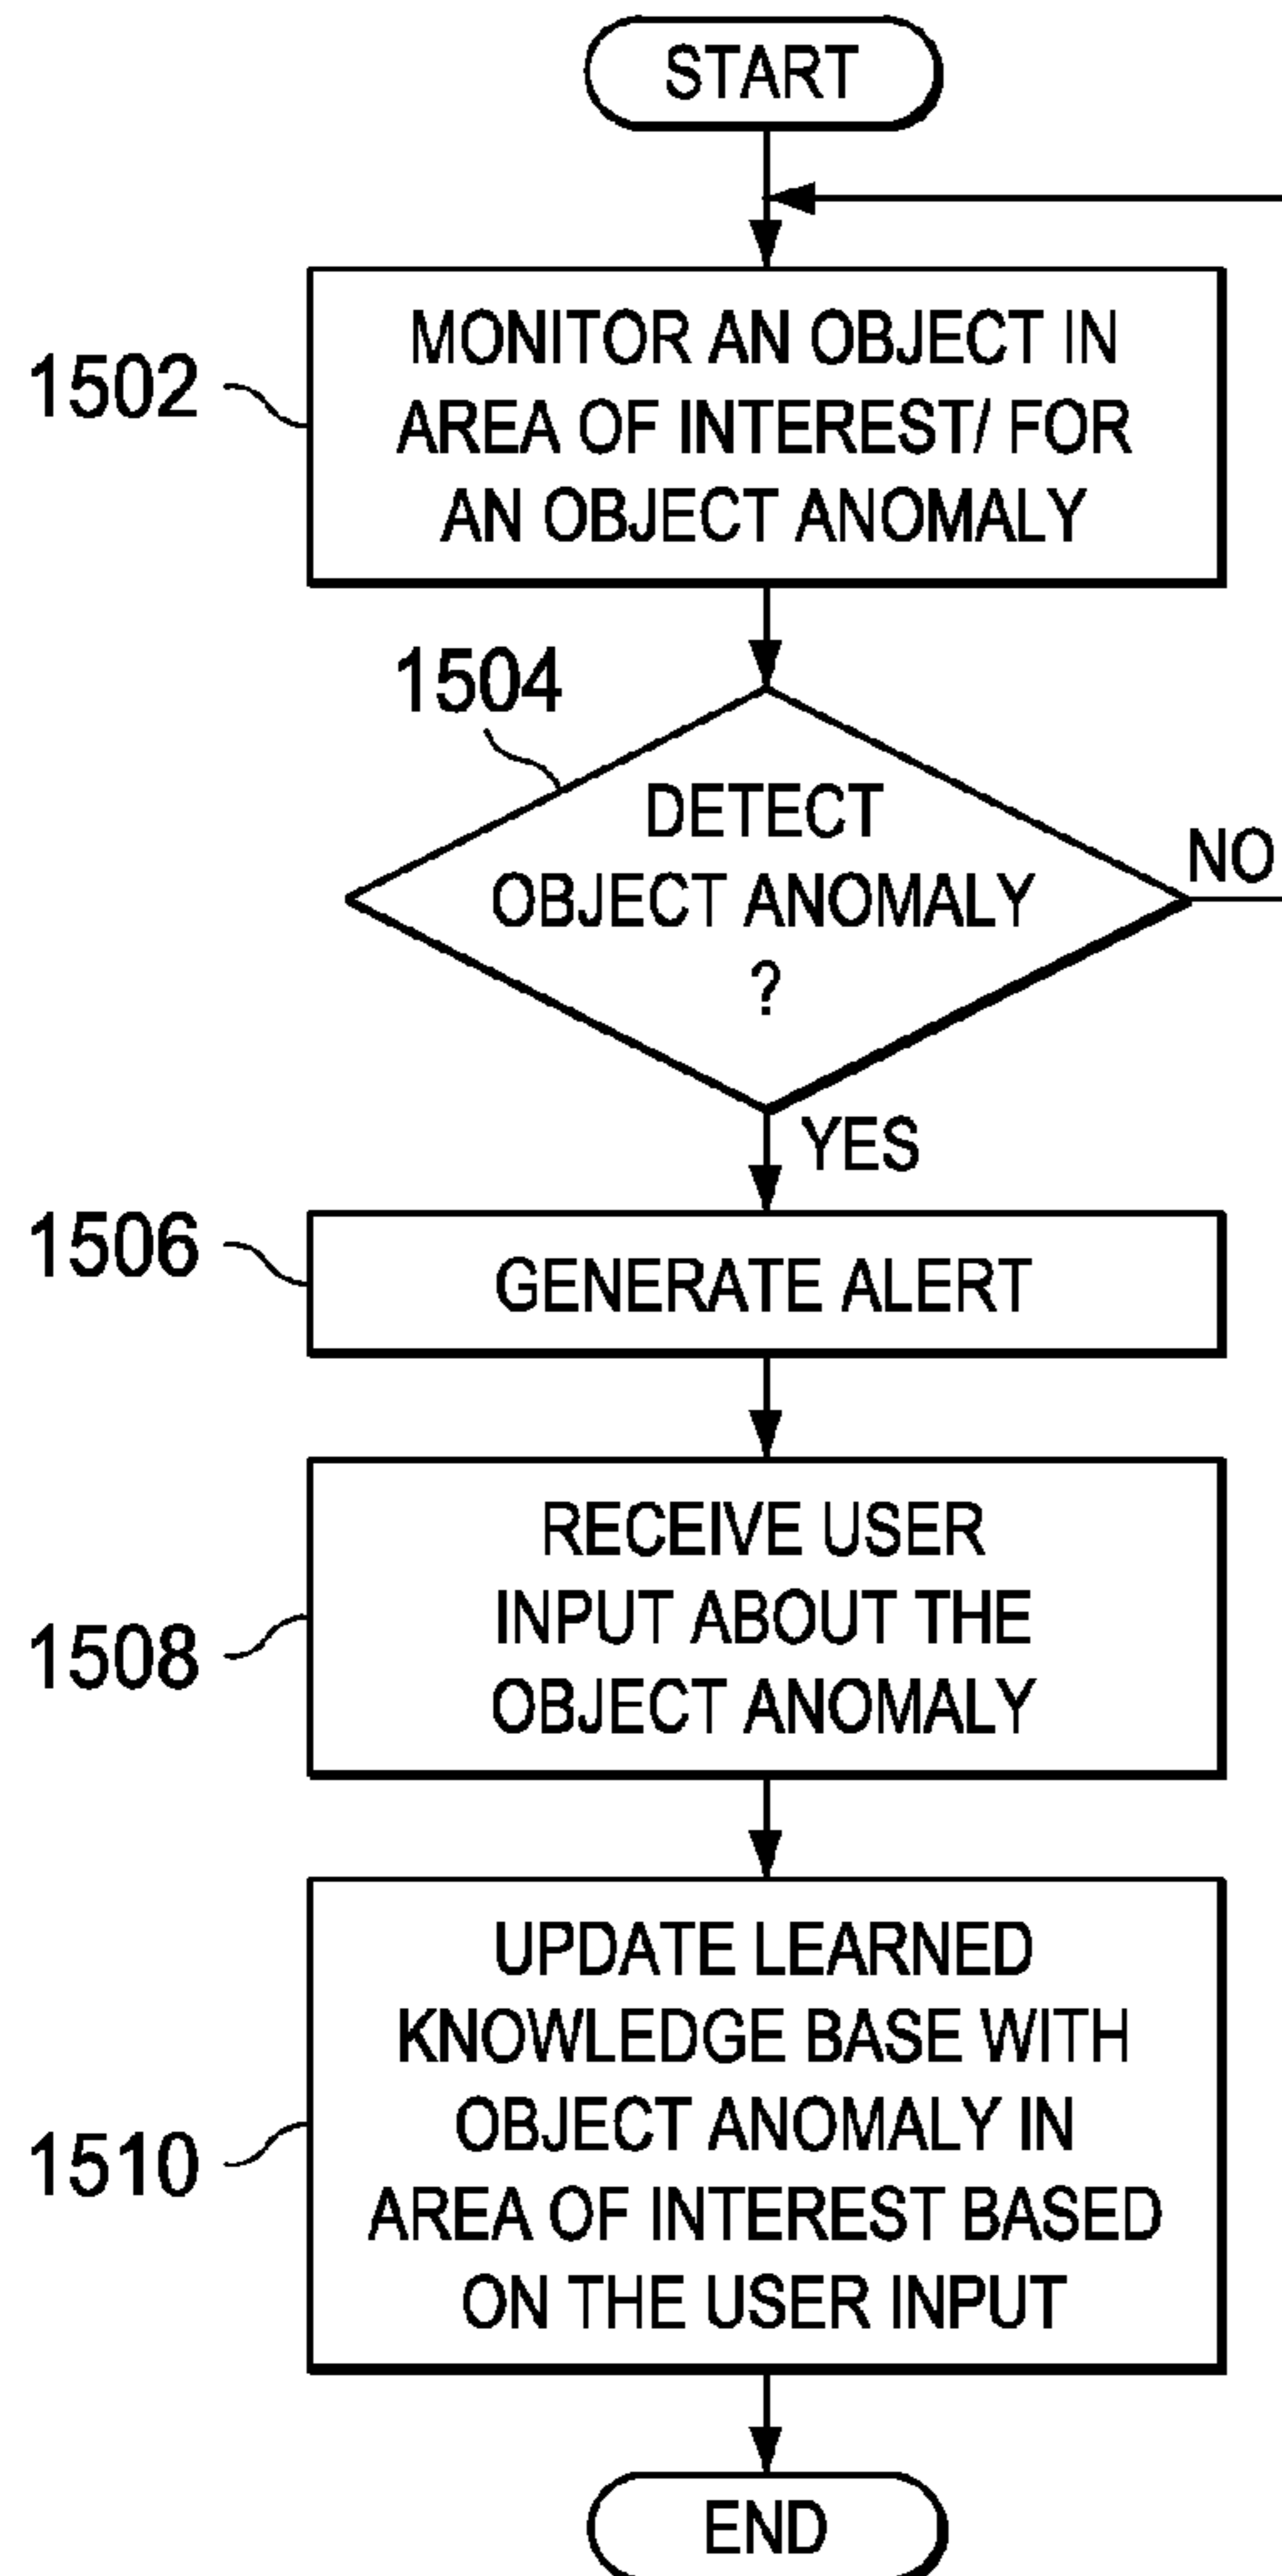 START
1502
MONITOR AN OBJECT IN
AREA OF INTEREST/ FOR
AN OBJECT ANOMALY
1504
DETECT
OBJECT ANOMALY
?
NO
YES
1506
GENERATE ALERT
1508
RECEIVE USER
INPUT ABOUT THE
OBJECT ANOMALY
1510
UPDATE LEARNED
KNOWLEDGE BASE WITH
OBJECT ANOMALY IN
AREA OF INTEREST BASED
ON THE USER INPUT
END